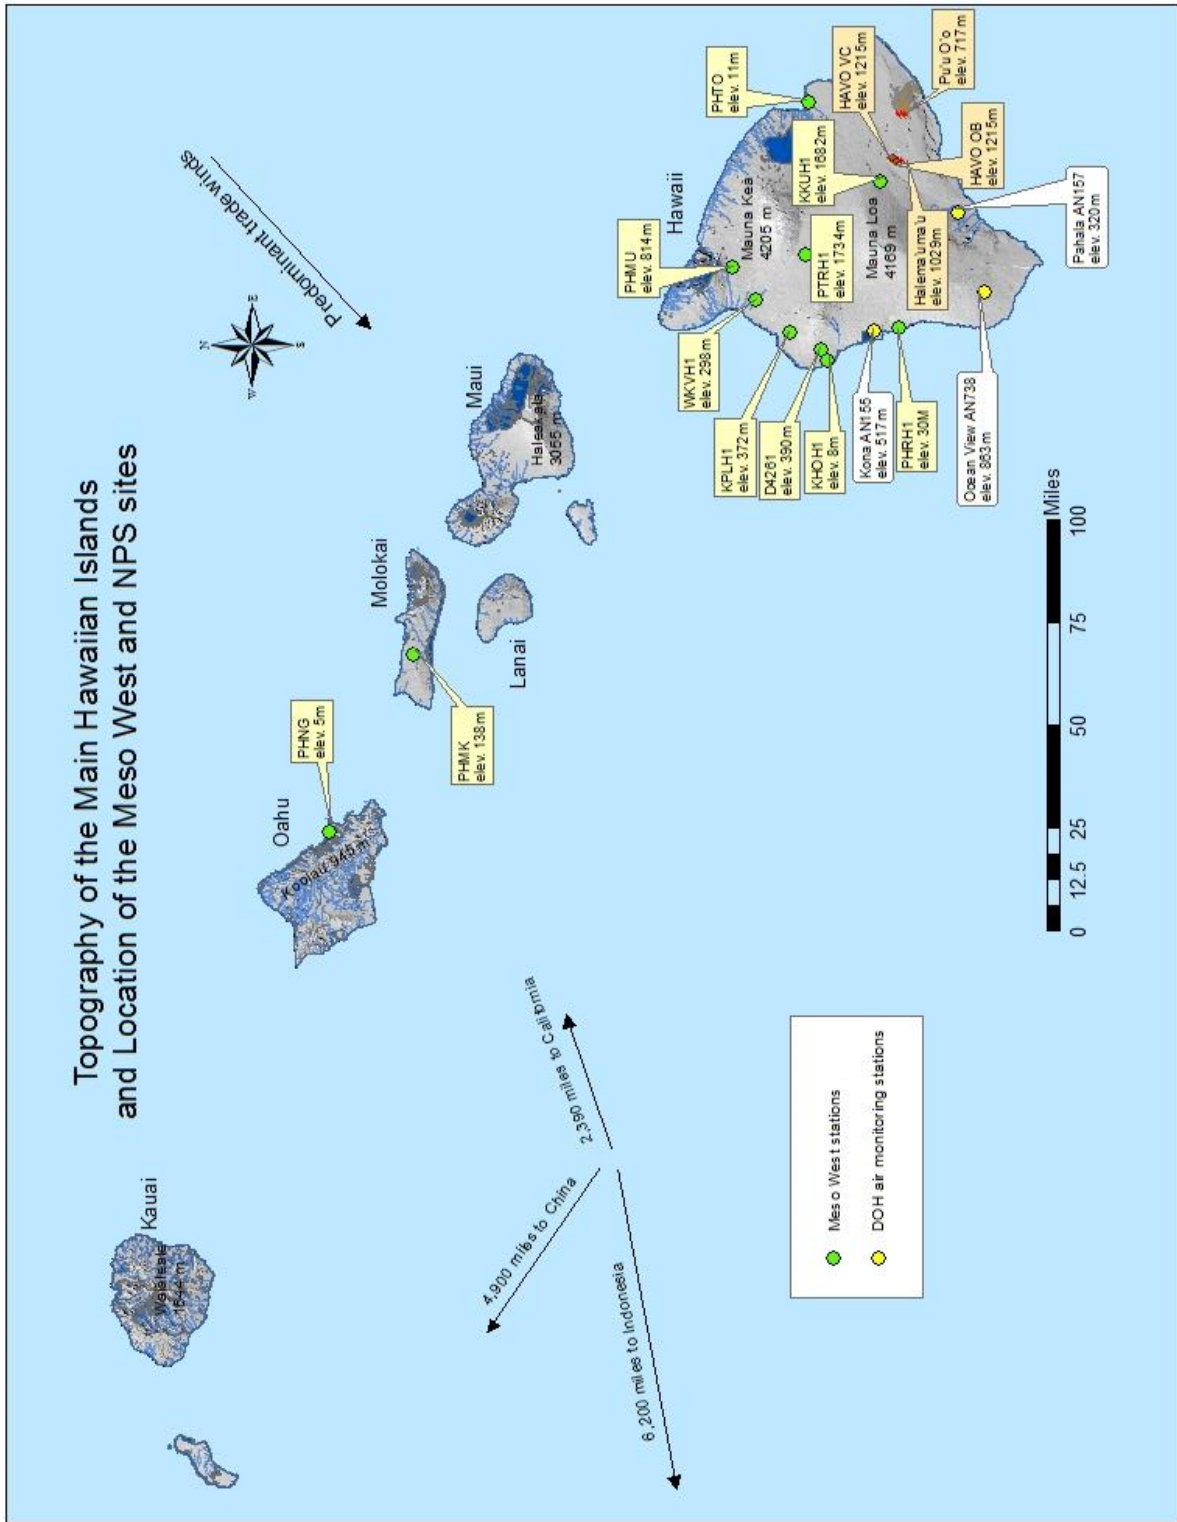 Topography of the Main Hawaiian Islands
and Location of the Meso West and NPS sites
Predominant trade winds
N
E
S
W
Kauai
Waialeale
1544 m
Oahu
Koolau 945 m
PHNG
elev. 5m
Molokai
PHMK
elev. 138m
Lanai
Maui
Haleakala
3055 m
Hawaii
PHMU
elev. 814m
Mauna Kea
4205 m
PHTO
elev. 11m
WKVH1
elev. 298m
KPLH1
elev. 372m
D4261
elev. 390m
KHOH1
elev. 8m
Kona AN155
elev. 517m
PHRH1
elev. 30M
Ocean View AN738
elev. 863m
PTRH1
elev. 1734m
KKUH1
elev. 1682m
Mauna Loa
4169 m
HAVO VC
elev. 1215m
Pu'u O'o
elev. 717m
Halema'uma'u
elev. 1029m
HAVO OB
elev. 1215m
Pahala AN157
elev. 320m
2,390 miles to California
4,900 miles to China
6,200 miles to Indonesia
Meso West stations
DOH air monitoring stations
0 12.5 25 50 75 100
Miles